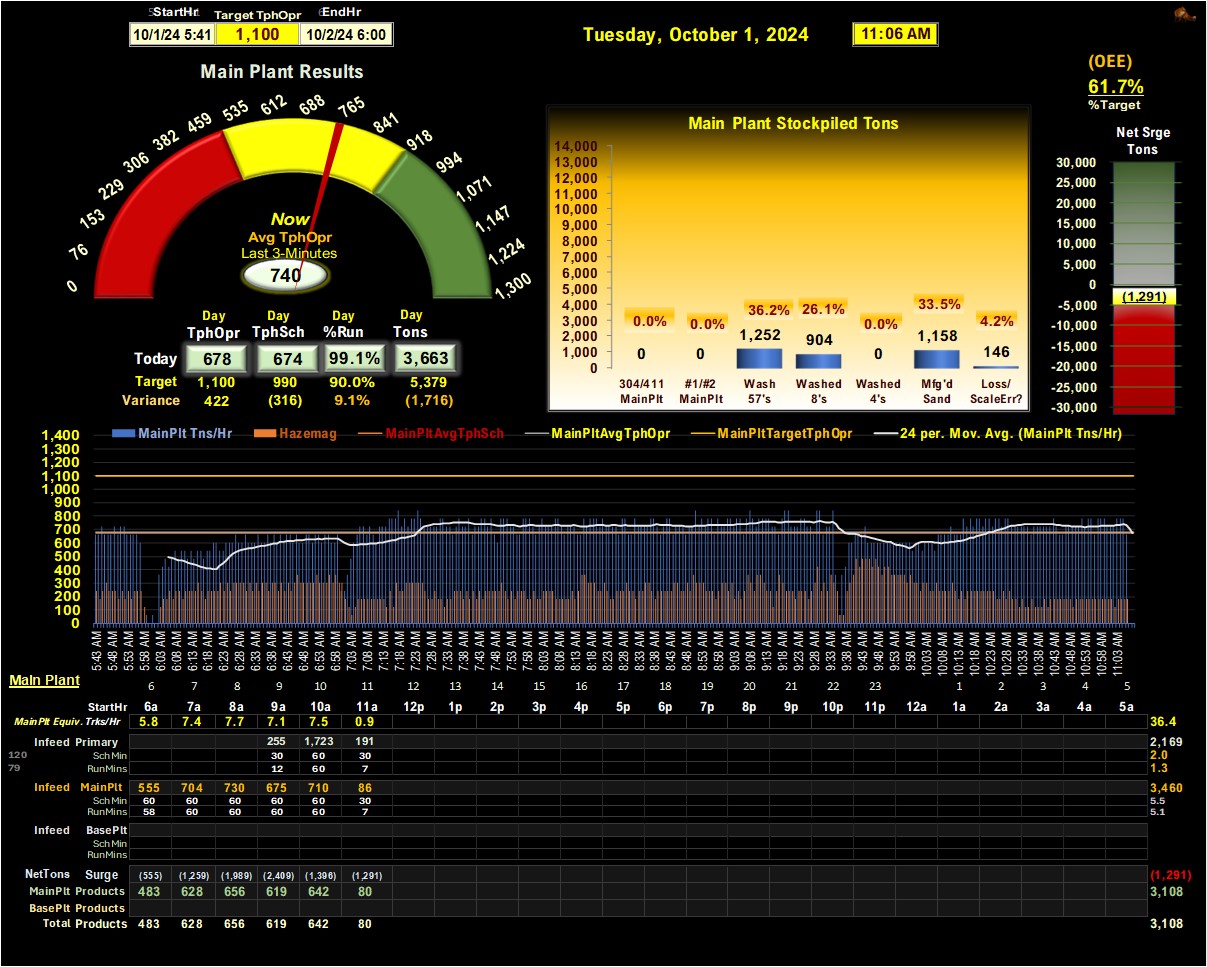 StartHr Target TphOpr EndHr
10/1/24 5:41 1,100 10/2/24 6:00
Tuesday, October 1, 2024 11:06 AM
(OEE)
61.7%
%Target
Main Plant Results
0 76 153 229 306 382 459 535 612 688 765 841 918 994 1,071 1,147 1,224 1,300
Now
Avg TphOpr
Last 3-Minutes
740
Day Day Day Day
TphOpr TphSch %Run Tons
Today 678 674 99.1% 3,663
Target 1,100 990 90.0% 5,379
Variance 422 (316) 9.1% (1,716)
Main Plant Stockpiled Tons
14,000
13,000
12,000
11,000
10,000
9,000
8,000
7,000
6,000
5,000
4,000
3,000
2,000
1,000
0
0.0% 0.0% 36.2% 26.1% 0.0% 33.5% 4.2%
0 0 1,252 904 0 1,158 146
304/411 #1/#2 Wash Washed Washed Mfg'd Loss/
MainPlt MainPlt 57's 8's 4's Sand ScaleErr?
Net Srge
Tons
30,000
25,000
20,000
15,000
10,000
5,000
0
(1,291)
-5,000
-10,000
-15,000
-20,000
-25,000
-30,000
MainPlt Tns/Hr Hazemag MainPltAvgTphSch MainPltAvgTphOpr MainPltTargetTphOpr 24 per. Mov. Avg. (MainPlt Tns/Hr)
1,400
1,300
1,200
1,100
1,000
900
800
700
600
500
400
300
200
100
0
5:43 AM 5:48 AM 5:53 AM 5:58 AM 6:03 AM 6:08 AM 6:13 AM 6:18 AM 6:23 AM 6:28 AM 6:33 AM 6:38 AM 6:43 AM 6:48 AM 6:53 AM 6:58 AM 7:03 AM 7:08 AM 7:13 AM 7:18 AM 7:23 AM 7:28 AM 7:33 AM 7:38 AM 7:43 AM 7:48 AM 7:53 AM 7:58 AM 8:03 AM 8:08 AM 8:13 AM 8:18 AM 8:23 AM 8:28 AM 8:33 AM 8:38 AM 8:43 AM 8:48 AM 8:53 AM 8:58 AM 9:03 AM 9:08 AM 9:13 AM 9:18 AM 9:23 AM 9:28 AM 9:33 AM 9:38 AM 9:43 AM 9:48 AM 9:53 AM 9:58 AM 10:03 AM 10:08 AM 10:13 AM 10:18 AM 10:23 AM 10:28 AM 10:33 AM 10:38 AM 10:43 AM 10:48 AM 10:53 AM 10:58 AM 11:03 AM
Main Plant
6 7 8 9 10 11 12 13 14 15 16 17 18 19 20 21 22 23 1 2 3 4 5
StartHr 6a 7a 8a 9a 10a 11a 12p 1p 2p 3p 4p 5p 6p 7p 8p 9p 10p 11p 12a 1a 2a 3a 4a 5a
MainPlt Equiv. Trks/Hr 5.8 7.4 7.7 7.1 7.5 0.9 36.4
Infeed Primary 255 1,723 191 2,169
120 SchMin 30 60 30 2.0
79 RunMins 12 60 7 1.3
Infeed MainPlt 555 704 730 675 710 86 3,460
SchMin 60 60 60 60 60 30 5.5
RunMins 58 60 60 60 60 7 5.1
Infeed BasePlt
SchMin
RunMins
NetTons Surge (555) (1,259) (1,989) (2,409) (1,396) (1,291) (1,291)
MainPlt Products 483 628 656 619 642 80 3,108
BasePlt Products
Total Products 483 628 656 619 642 80 3,108